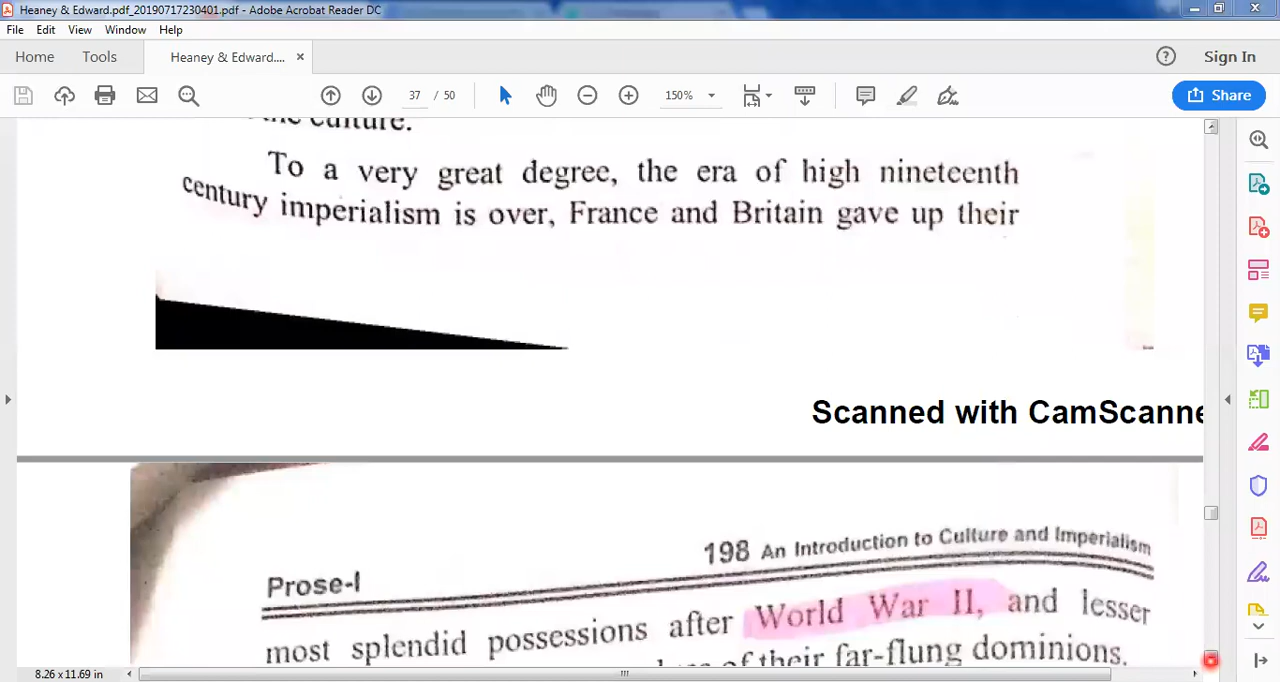 Heaney & Edward.pdf_20190717230401.pdf - Adobe Acrobat Reader DC
File Edit View Window Help
Home Tools Heaney & Edward.... × Sign In
37 / 50 150% Share
the culture.
To a very great degree, the era of high nineteenth
century imperialism is over, France and Britain gave up their
Scanned with CamScanne
198 An Introduction to Culture and Imperialism
Prose-I
most splendid possessions after World War II, and lesser
of their far-flung dominions.
8.26 x 11.69 in